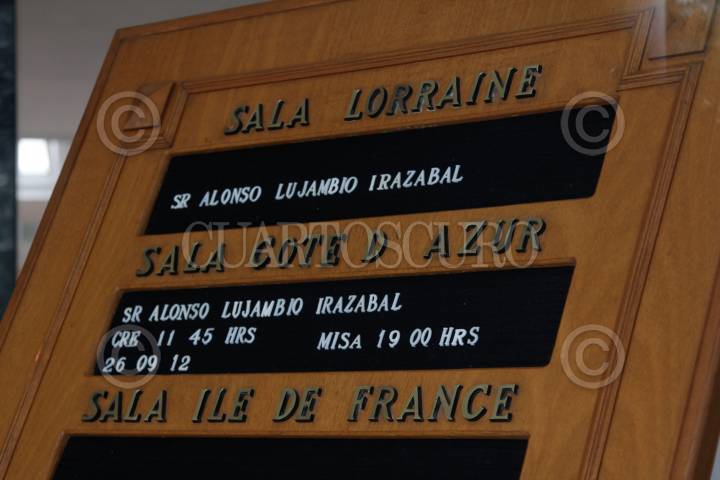 SALA LORRAINE
SR ALONSO LUJAMBIO IRAZABAL
CUARTOSCURO
SALA COTE D AZUR
SR ALONSO LUJAMBIO IRAZABAL
CRE 11 45 HRS MISA 19 00 HRS
26 09 12
SALA ILE DE FRANCE